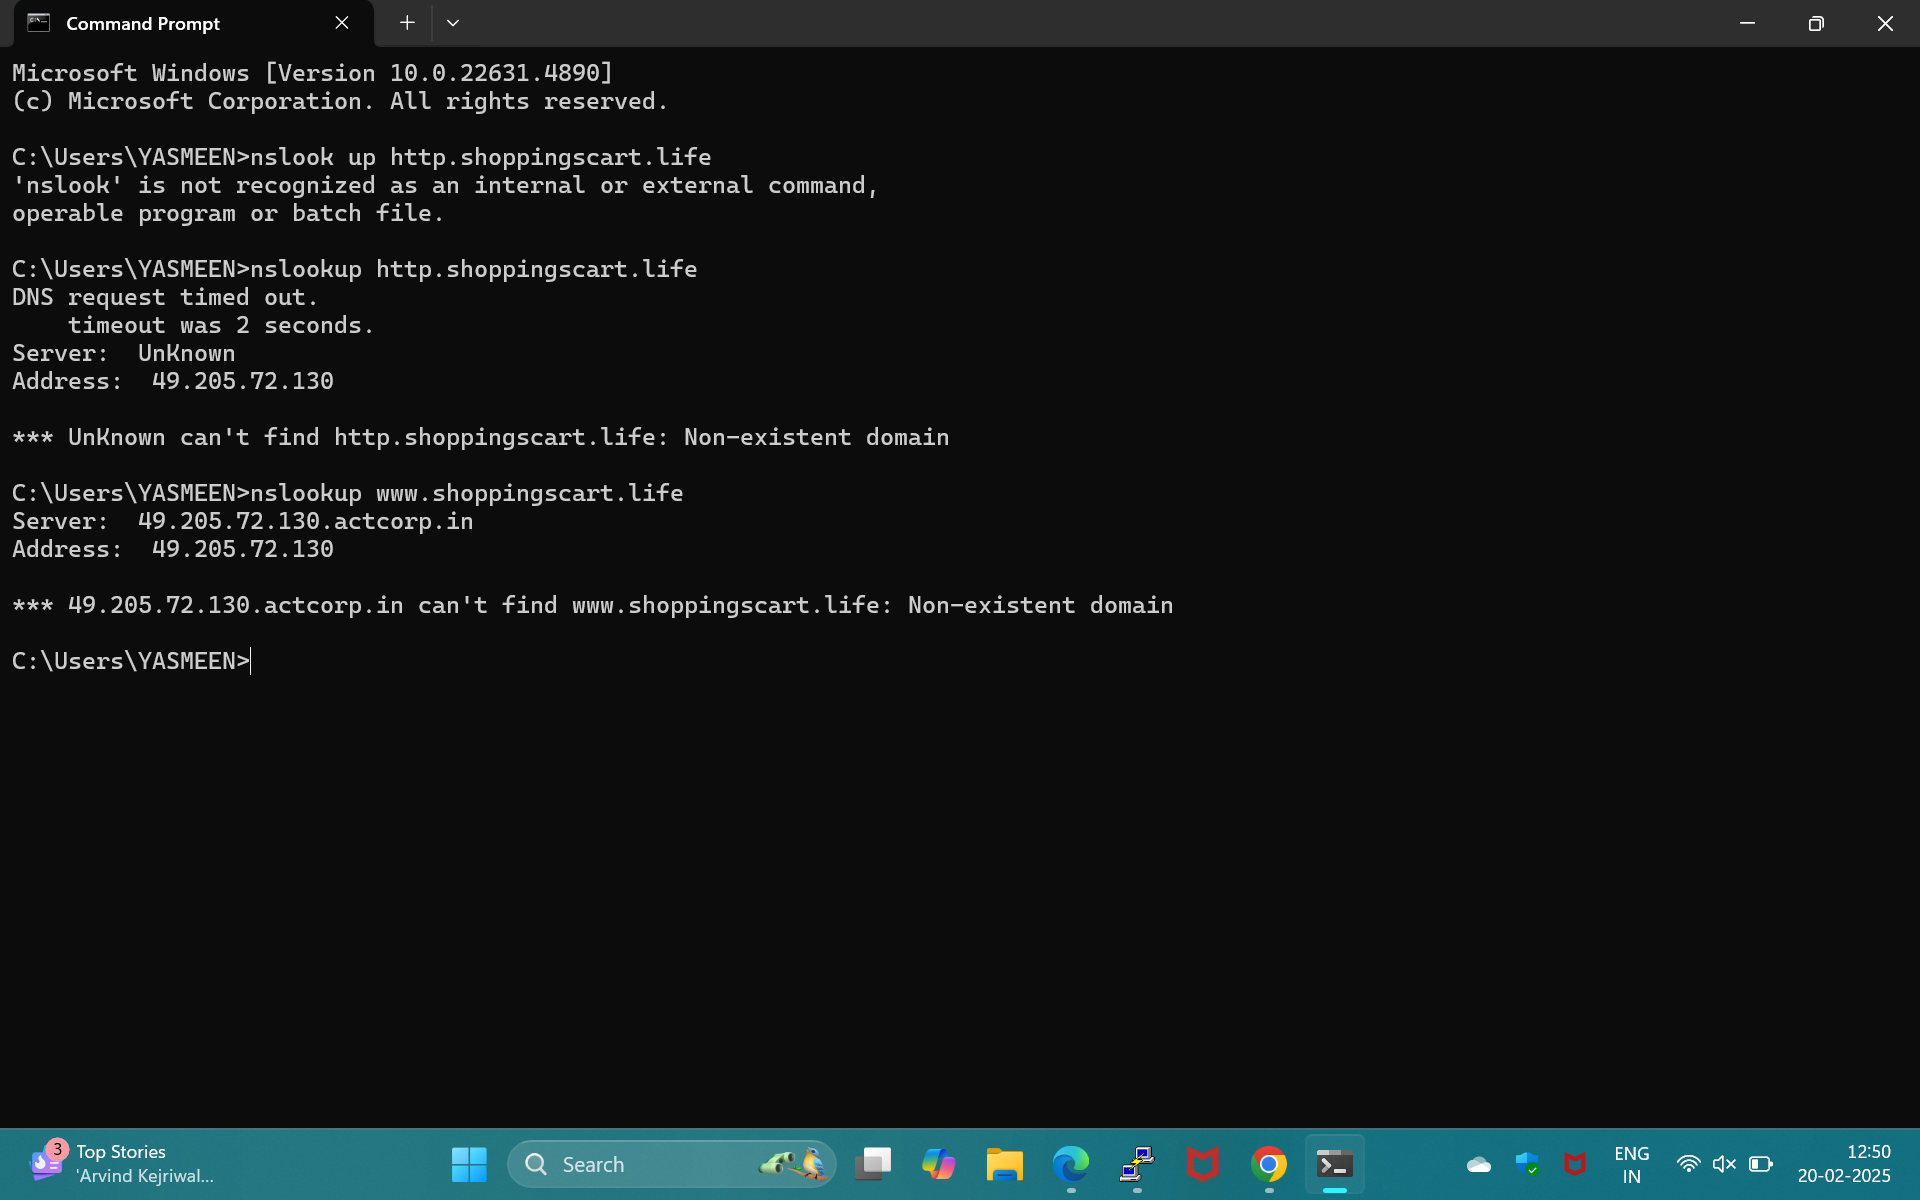 Command Prompt
Microsoft Windows [Version 10.0.22631.4890]
(c) Microsoft Corporation. All rights reserved.
C:\Users\YASMEEN>nslook up http.shoppingscart.life
'nslook' is not recognized as an internal or external command,
operable program or batch file.
C:\Users\YASMEEN>nslookup http.shoppingscart.life
DNS request timed out.
    timeout was 2 seconds.
Server:  UnKnown
Address:  49.205.72.130
*** UnKnown can't find http.shoppingscart.life: Non-existent domain
C:\Users\YASMEEN>nslookup www.shoppingscart.life
Server:  49.205.72.130.actcorp.in
Address:  49.205.72.130
*** 49.205.72.130.actcorp.in can't find www.shoppingscart.life: Non-existent domain
C:\Users\YASMEEN>
3
Top Stories
'Arvind Kejriwal...
Search
ENG
IN
12:50
20-02-2025